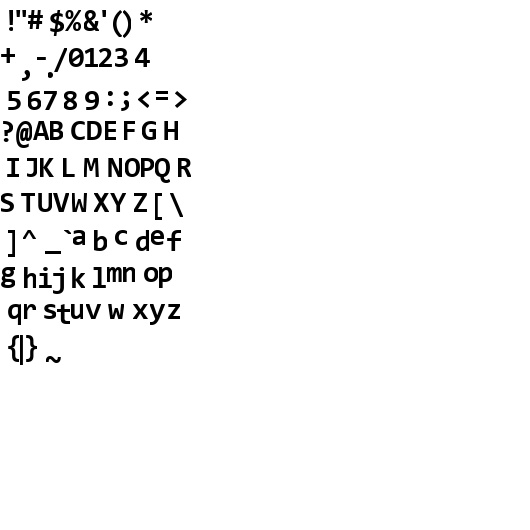 !"# $%&'() *
+ ,-./0123 4
5 67 8 9 : ; < = >
?@AB CDE F G H
I JK L M NOPQ R
S TUVW XY Z [ \
] ^ _`a b c def
g hijk lmn op
qr stuv w xyz
{|} ~